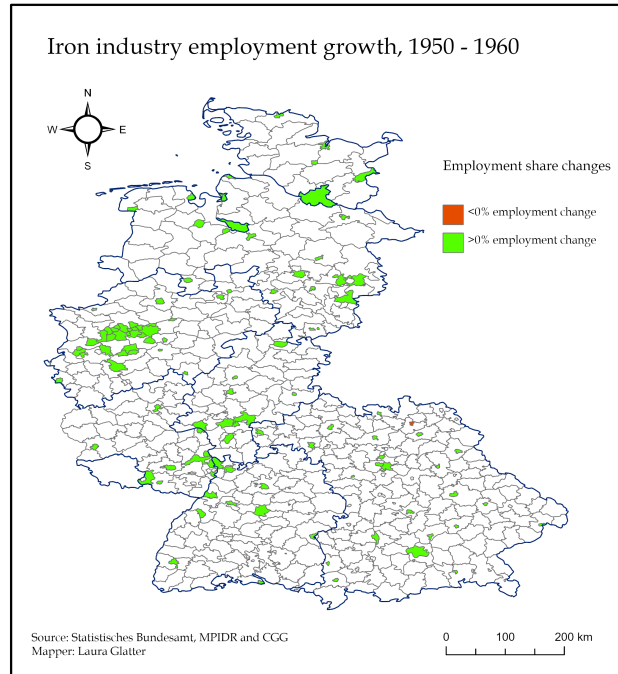 Iron industry employment growth, 1950 - 1960
N
W E
S
Employment share changes
<0% employment change
>0% employment change
Source: Statistisches Bundesamt, MPIDR and CGG
Mapper: Laura Glatter
0 100 200 km